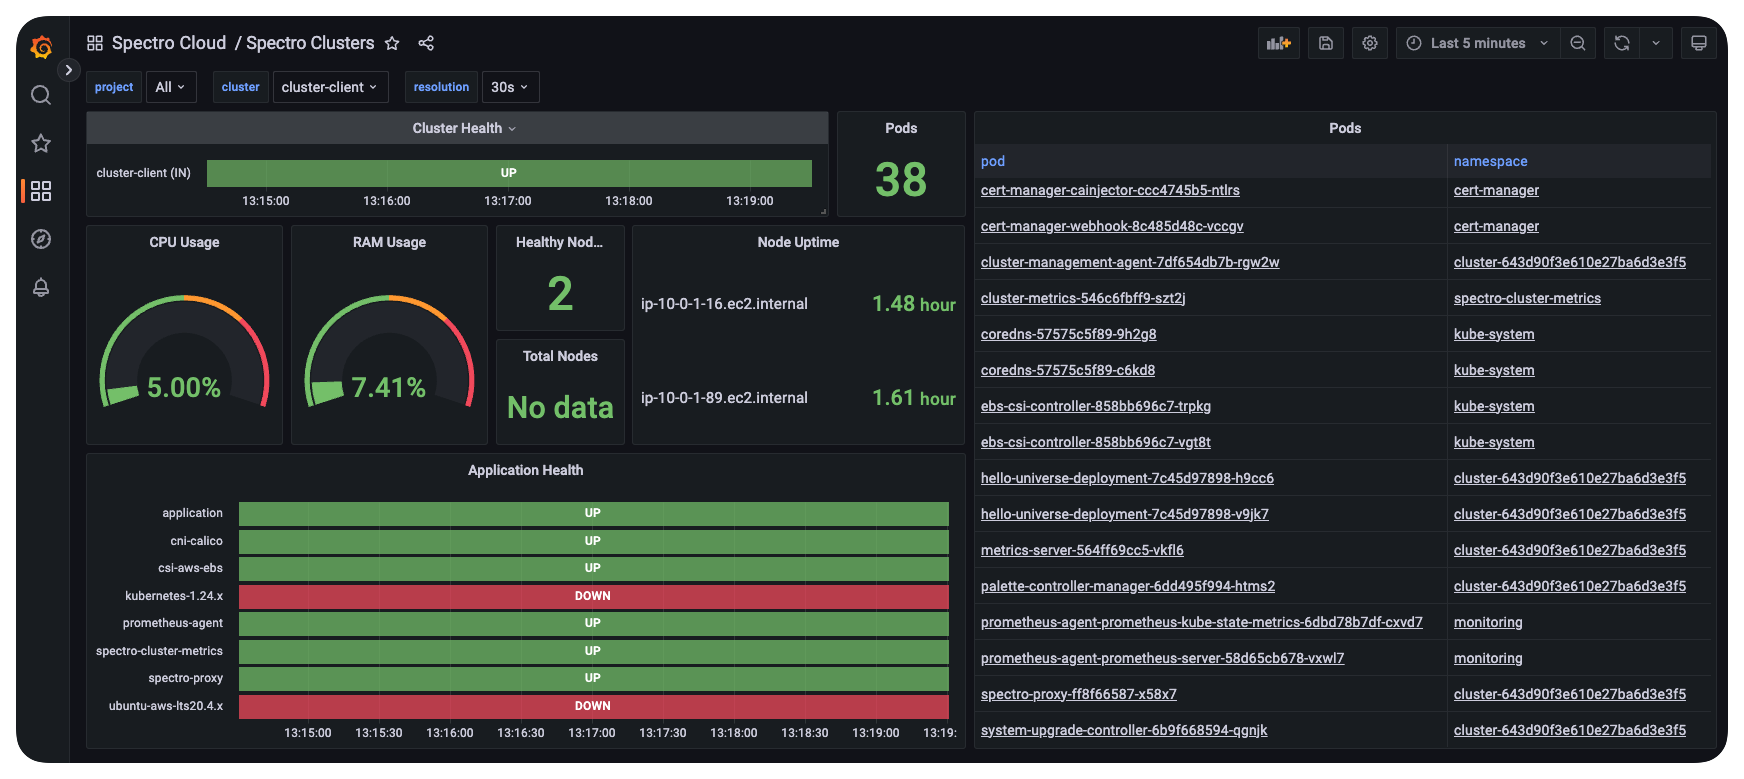 Spectro Cloud / Spectro Clusters
Last 5 minutes
project All cluster cluster-client resolution 30s
Cluster Health
cluster-client (IN) UP
13:15:00 13:16:00 13:17:00 13:18:00 13:19:00
Pods
38
CPU Usage
5.00%
RAM Usage
7.41%
Healthy Nod...
2
Total Nodes
No data
Node Uptime
ip-10-0-1-16.ec2.internal 1.48 hour
ip-10-0-1-89.ec2.internal 1.61 hour
Application Health
application UP
cni-calico UP
csi-aws-ebs UP
kubernetes-1.24.x DOWN
prometheus-agent UP
spectro-cluster-metrics UP
spectro-proxy UP
ubuntu-aws-lts20.4.x DOWN
13:15:00 13:15:30 13:16:00 13:16:30 13:17:00 13:17:30 13:18:00 13:18:30 13:19:00 13:19:
Pods
pod namespace
cert-manager-cainjector-ccc4745b5-ntlrs cert-manager
cert-manager-webhook-8c485d48c-vccgv cert-manager
cluster-management-agent-7df654db7b-rgw2w cluster-643d90f3e610e27ba6d3e3f5
cluster-metrics-546c6fbff9-szt2j spectro-cluster-metrics
coredns-57575c5f89-9h2g8 kube-system
coredns-57575c5f89-c6kd8 kube-system
ebs-csi-controller-858bb696c7-trpkg kube-system
ebs-csi-controller-858bb696c7-vgt8t kube-system
hello-universe-deployment-7c45d97898-h9cc6 cluster-643d90f3e610e27ba6d3e3f5
hello-universe-deployment-7c45d97898-v9jk7 cluster-643d90f3e610e27ba6d3e3f5
metrics-server-564ff69cc5-vkfl6 cluster-643d90f3e610e27ba6d3e3f5
palette-controller-manager-6dd495f994-htms2 cluster-643d90f3e610e27ba6d3e3f5
prometheus-agent-prometheus-kube-state-metrics-6dbd78b7df-cxvd7 monitoring
prometheus-agent-prometheus-server-58d65cb678-vxwl7 monitoring
spectro-proxy-ff8f66587-x58x7 cluster-643d90f3e610e27ba6d3e3f5
system-upgrade-controller-6b9f668594-qgnjk cluster-643d90f3e610e27ba6d3e3f5